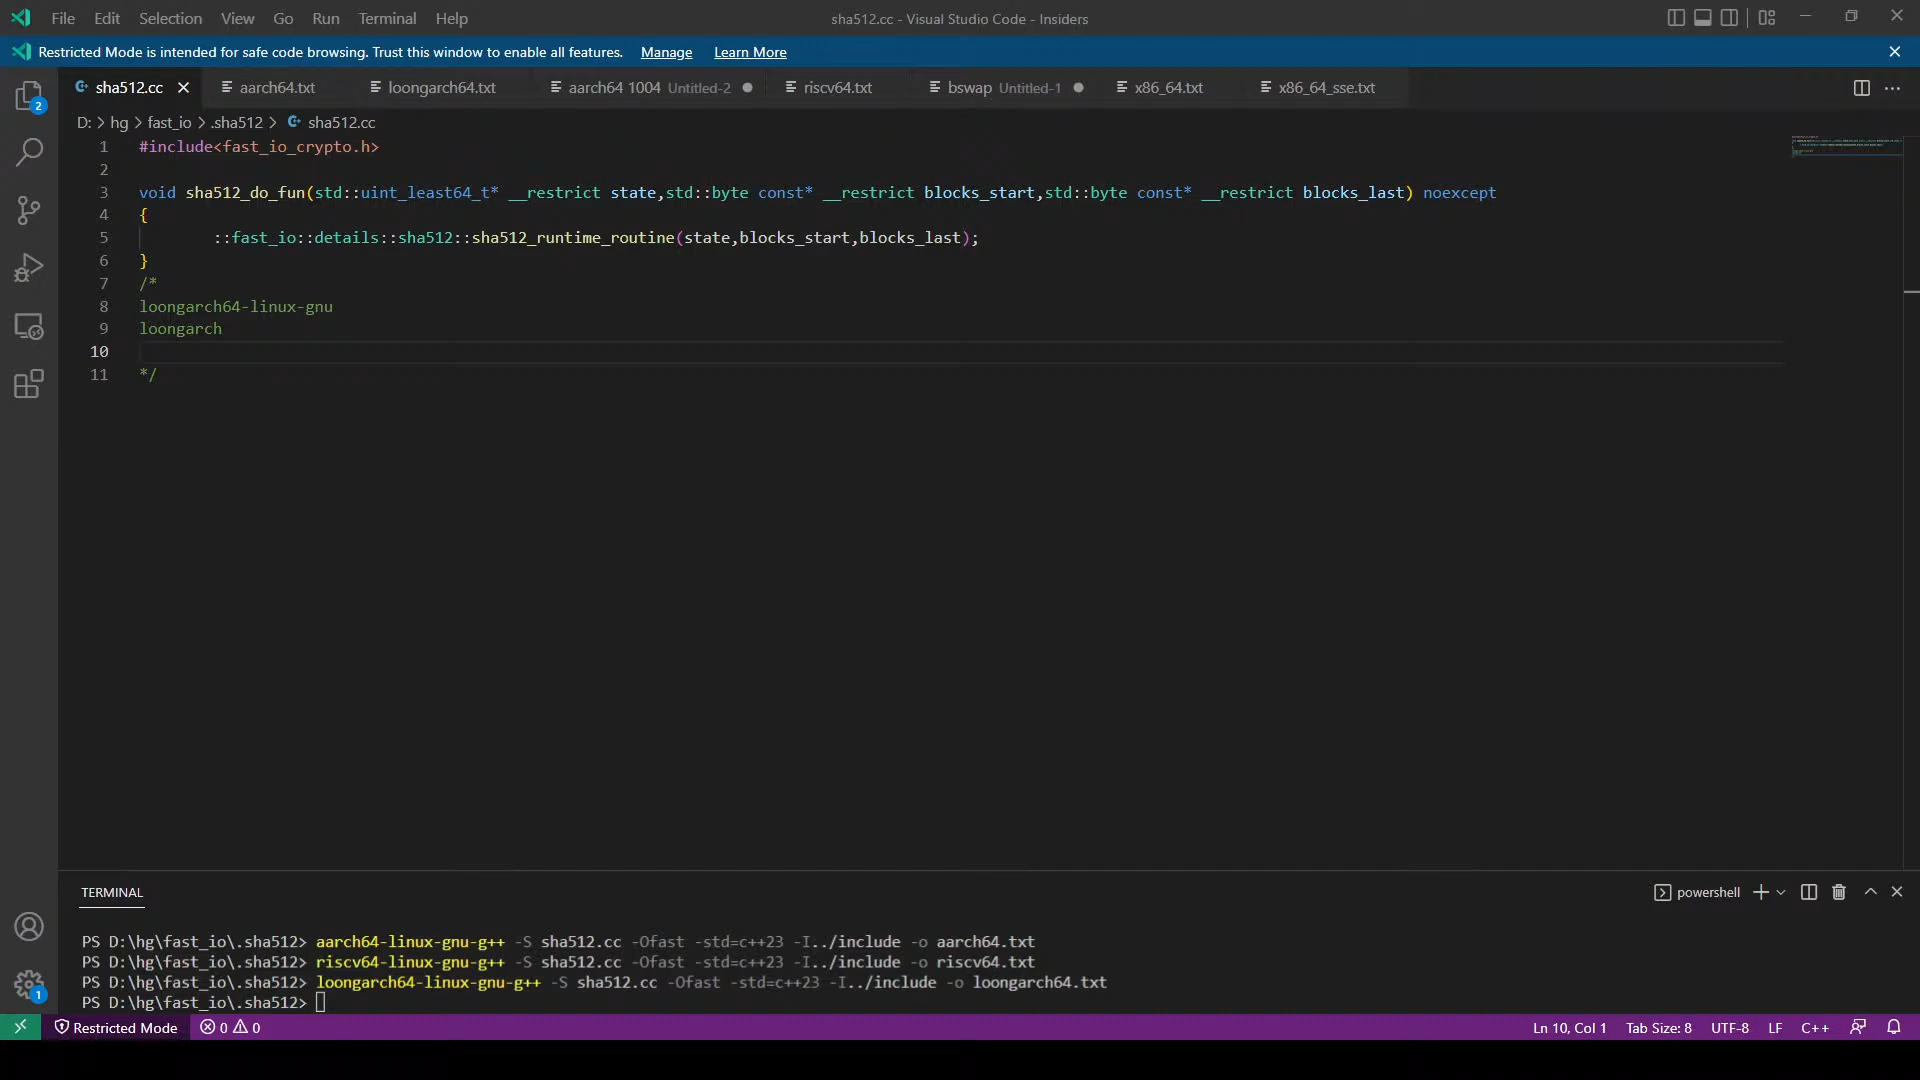 File Edit Selection View Go Run Terminal Help sha512.cc - Visual Studio Code - Insiders
Restricted Mode is intended for safe code browsing. Trust this window to enable all features. Manage Learn More
2
sha512.cc aarch64.txt loongarch64.txt aarch64 1004 Untitled-2 riscv64.txt bswap Untitled-1 x86_64.txt x86_64_sse.txt
D: > hg > fast_io > .sha512 > sha512.cc
1 #include<fast_io_crypto.h>
2
3 void sha512_do_fun(std::uint_least64_t* __restrict state,std::byte const* __restrict blocks_start,std::byte const* __restrict blocks_last) noexcept
4 {
5 ::fast_io::details::sha512::sha512_runtime_routine(state,blocks_start,blocks_last);
6 }
7 /*
8 loongarch64-linux-gnu
9 loongarch
10
11 */
TERMINAL powershell
PS D:\hg\fast_io\.sha512> aarch64-linux-gnu-g++ -S sha512.cc -Ofast -std=c++23 -I../include -o aarch64.txt
PS D:\hg\fast_io\.sha512> riscv64-linux-gnu-g++ -S sha512.cc -Ofast -std=c++23 -I../include -o riscv64.txt
PS D:\hg\fast_io\.sha512> loongarch64-linux-gnu-g++ -S sha512.cc -Ofast -std=c++23 -I../include -o loongarch64.txt
PS D:\hg\fast_io\.sha512>
1
Restricted Mode 0 0 Ln 10, Col 1 Tab Size: 8 UTF-8 LF C++